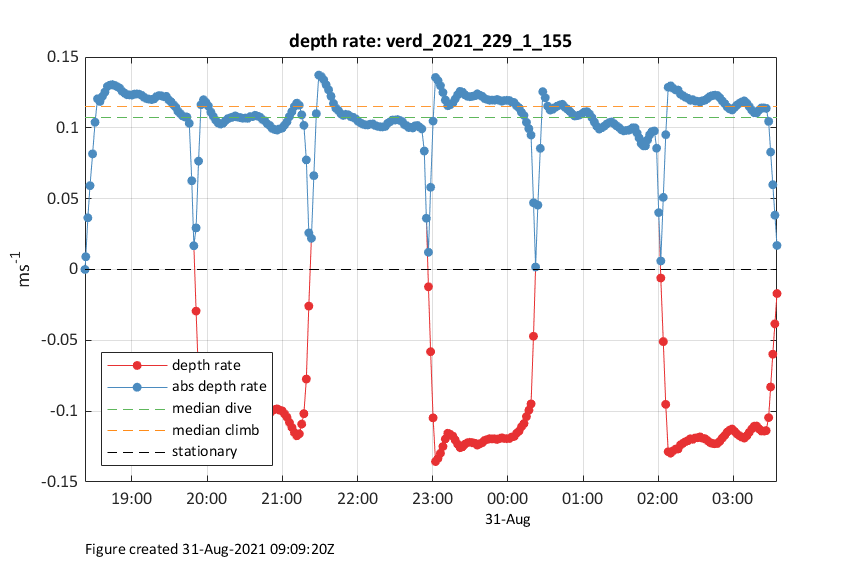 depth rate: verd_2021_229_1_155
0.15
0.1
0.05
0
-0.05
-0.1
-0.15
ms-1
depth rate
abs depth rate
median dive
median climb
stationary
19:00 20:00 21:00 22:00 23:00 00:00 01:00 02:00 03:00
31-Aug
Figure created 31-Aug-2021 09:09:20Z